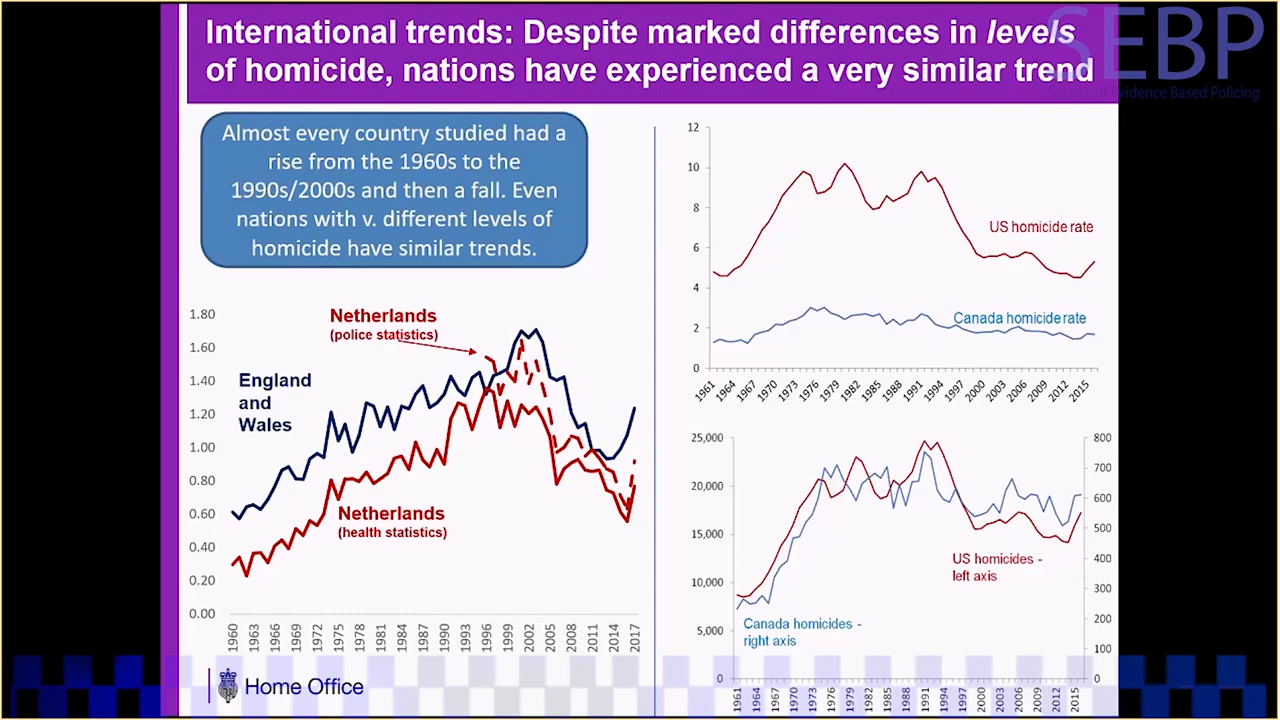 International trends: Despite marked differences in levels
of homicide, nations have experienced a very similar trend
SEBP
of Evidence Based Policing
Almost every country studied had a
rise from the 1960s to the
1990s/2000s and then a fall. Even
nations with v. different levels of
homicide have similar trends.
1.80
1.60
1.40
1.20
1.00
0.80
0.60
0.40
0.20
0.00
Netherlands
(police statistics)
England
and
Wales
Netherlands
(health statistics)
1960 1963 1966 1969 1972 1975 1978 1981 1984 1987 1990 1993 1996 1999 2002 2005 2008 2011 2014 2017
12
10
8
6
4
2
0
US homicide rate
Canada homicide rate
1961 1964 1967 1970 1973 1976 1979 1982 1985 1988 1991 1994 1997 2000 2003 2006 2009 2012 2015
25,000
20,000
15,000
10,000
5,000
0
800
700
600
500
400
300
200
100
0
US homicides -
left axis
Canada homicides -
right axis
1961 1964 1967 1970 1973 1976 1979 1982 1985 1988 1991 1994 1997 2000 2003 2006 2009 2012 2015
Home Office